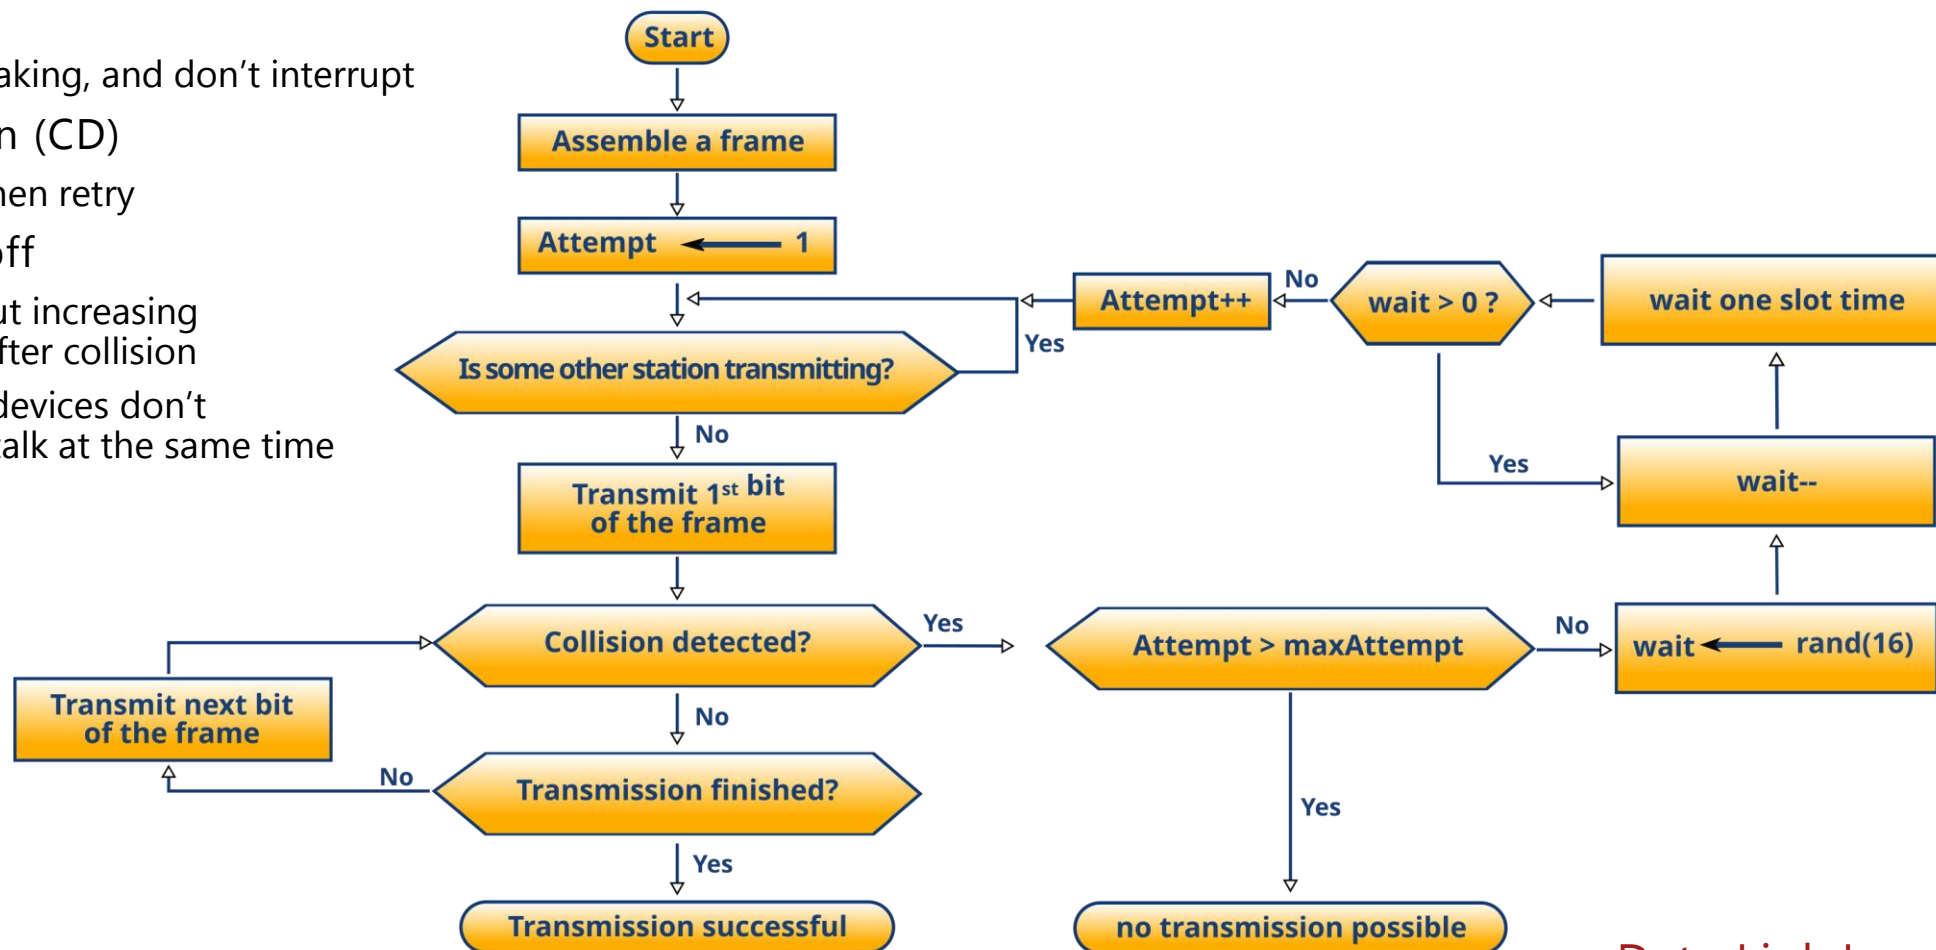 aking, and don't interrupt
n (CD)
hen retry
off
ut increasing
fter collision
devices don't
talk at the same time
Start
Assemble a frame
Attempt 1
Is some other station transmitting?
Yes
No
Transmit 1st bit
of the frame
Collision detected?
Yes
No
Transmit next bit
of the frame
No
Transmission finished?
Yes
Transmission successful
Attempt > maxAttempt
No
Yes
no transmission possible
wait rand(16)
wait--
wait one slot time
wait > 0 ?
Yes
No
Attempt++